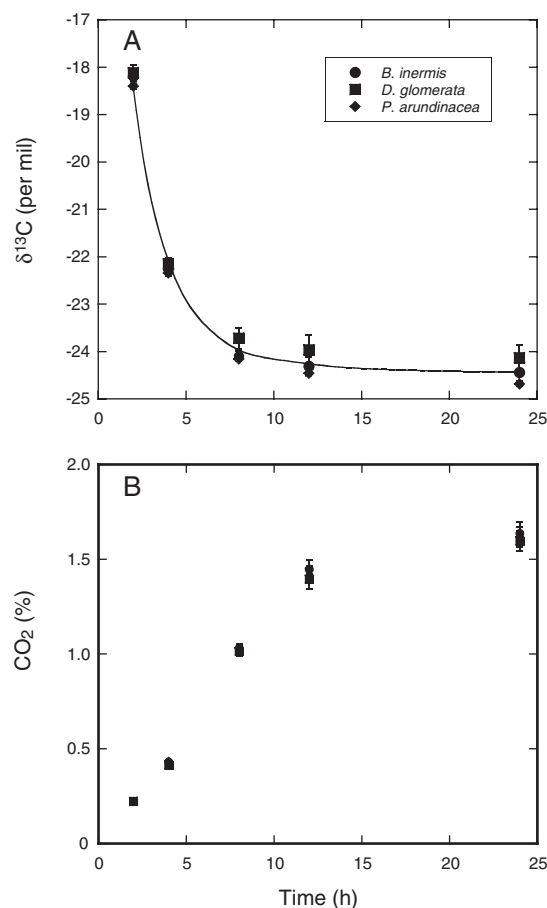 A
B. inermis
D. glomerata
P. arundinacea
-17
-18
-19
-20
-21
-22
-23
-24
-25
δ13C (per mil)
0 5 10 15 20 25
B
2.0
1.5
1.0
0.5
0
CO2 (%)
0 5 10 15 20 25
Time (h)